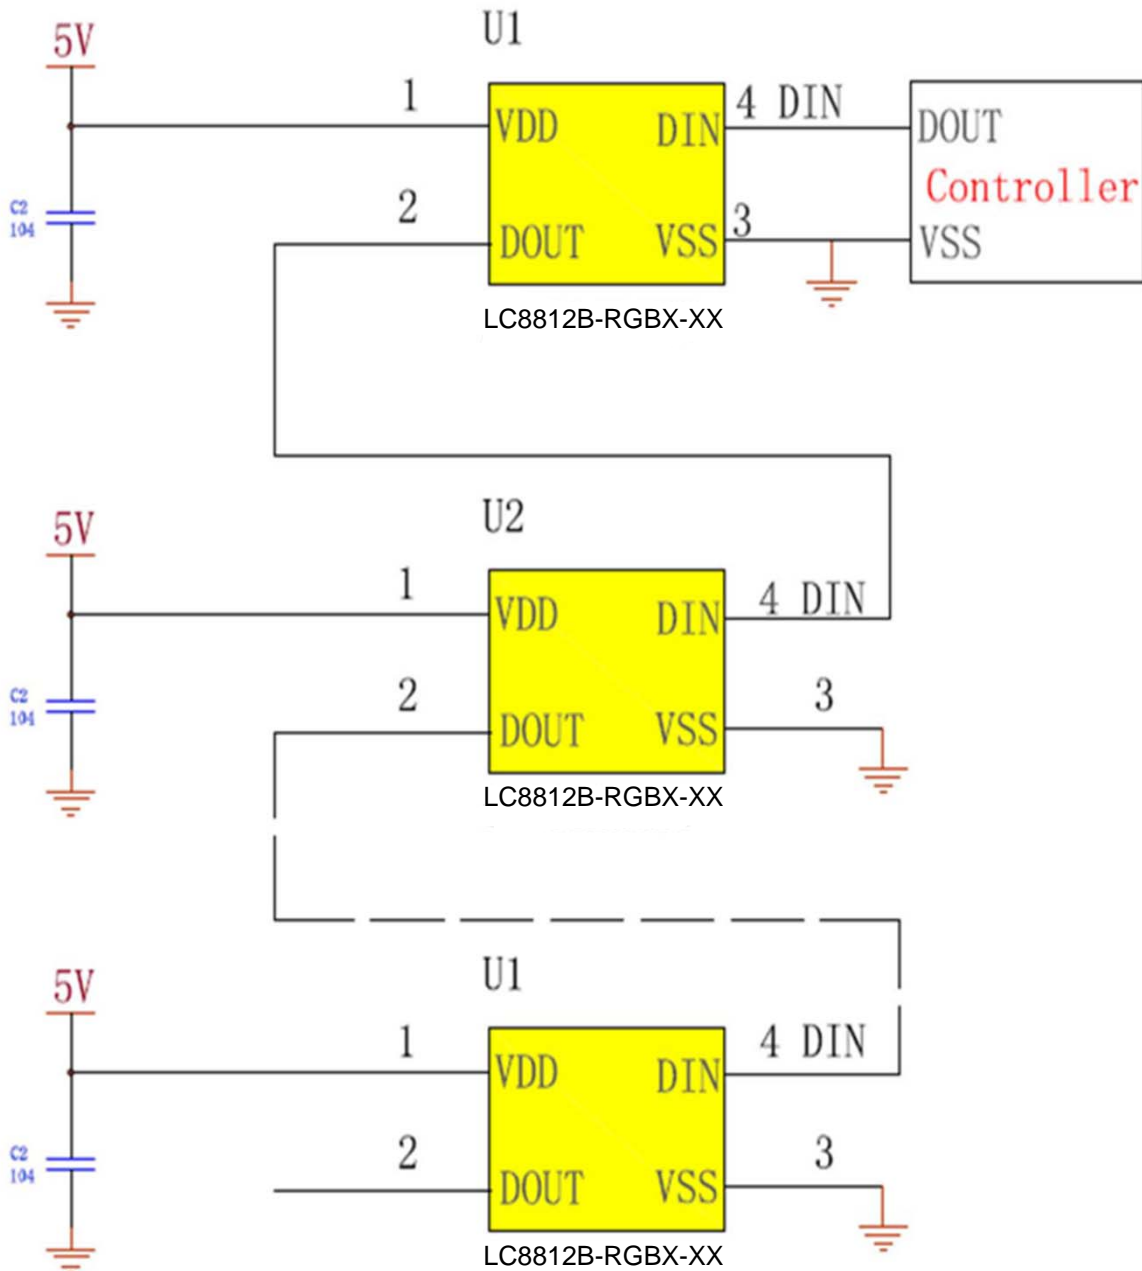 U1
5V
1
4 DIN
VDD
DIN
DOUT
Controller
C2
104
2
3
DOUT
VSS
VSS
LC8812B-RGBX-XX
U2
5V
1
4 DIN
VDD
DIN
C2
104
2
3
DOUT
VSS
LC8812B-RGBX-XX
U1
5V
1
4 DIN
VDD
DIN
C2
104
2
3
DOUT
VSS
LC8812B-RGBX-XX